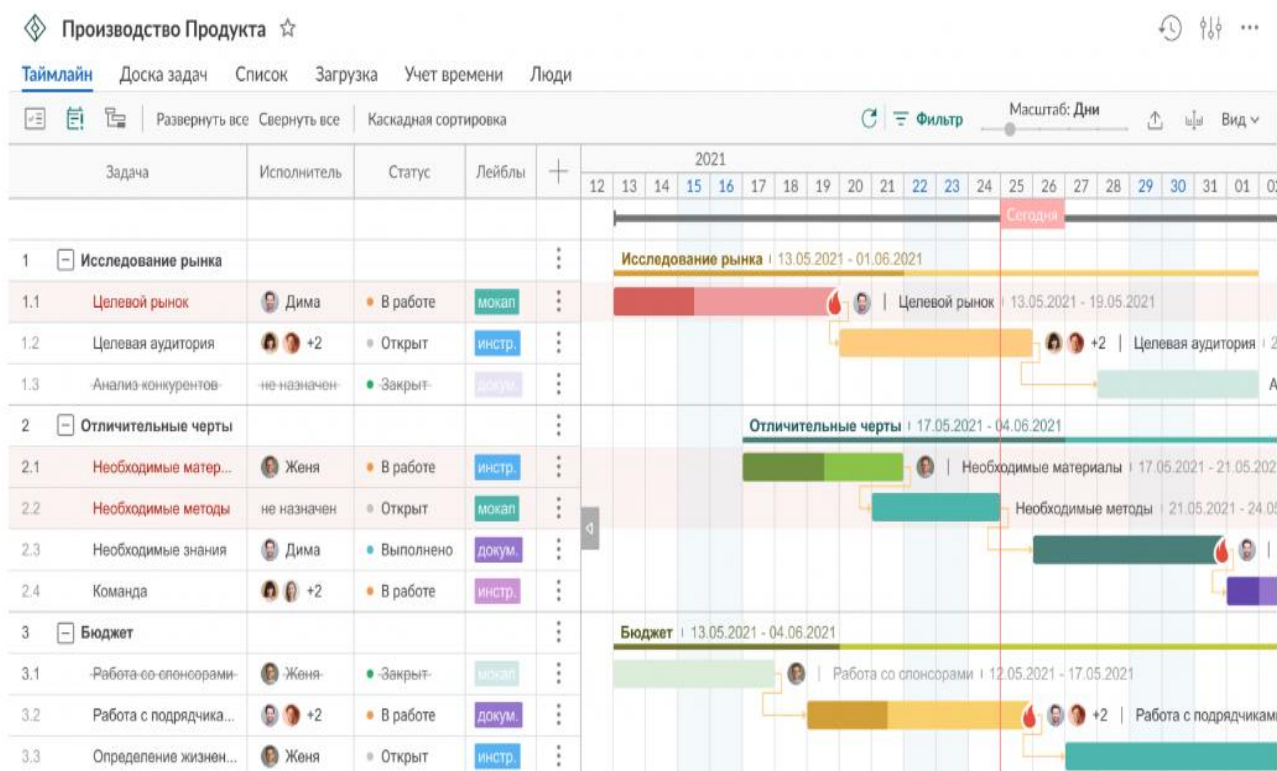 Производство Продукта
Таймлайн Доска задач Список Загрузка Учет времени Люди
Развернуть все Свернуть все Каскадная сортировка Фильтр Масштаб: Дни Вид
Задача Исполнитель Статус Лейблы 2021
12 13 14 15 16 17 18 19 20 21 22 23 24 25 26 27 28 29 30 31 01
Сегодня
1 Исследование рынка Исследование рынка 13.05.2021 - 01.06.2021
1.1 Целевой рынок Дима В работе мокап Целевой рынок 13.05.2021 - 19.05.2021
1.2 Целевая аудитория +2 Открыт инстр. +2 Целевая аудитория 2
1.3 Анализ конкурентов не назначен Закрыт докум. А
2 Отличительные черты Отличительные черты 17.05.2021 - 04.06.2021
2.1 Необходимые матер... Женя В работе инстр. Необходимые материалы 17.05.2021 - 21.05.202
2.2 Необходимые методы не назначен Открыт мокап Необходимые методы 21.05.2021 - 24.05
2.3 Необходимые знания Дима Выполнено докум.
2.4 Команда +2 В работе инстр.
3 Бюджет Бюджет 13.05.2021 - 04.06.2021
3.1 Работа со спонсорами Женя Закрыт мокап Работа со спонсорами 12.05.2021 - 17.05.2021
3.2 Работа с подрядчика... +2 В работе докум. +2 Работа с подрядчиками
3.3 Определение жизнен... Женя Открыт инстр.